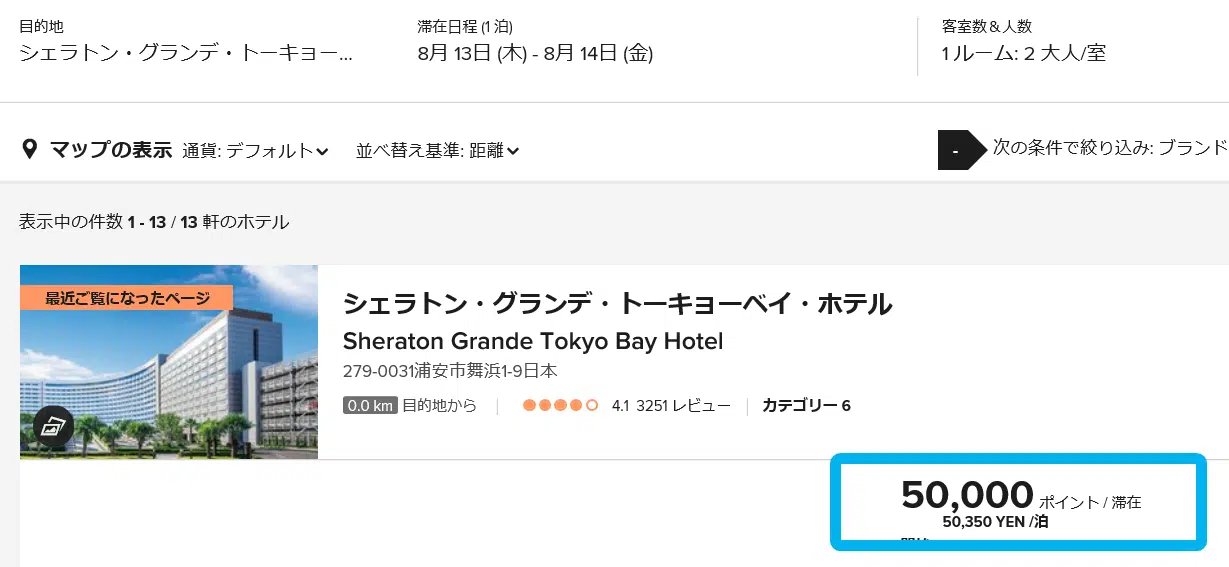 目的地
シェラトン・グランデ・トーキョー...
滞在日程 (1 泊)
8月 13日 (木) - 8月 14日 (金)
客室数＆人数
1 ルーム: 2 大人/室
マップの表示 通貨: デフォルト 並べ替え基準: 距離
- 次の条件で絞り込み: ブランド
表示中の件数 1 - 13 / 13 軒のホテル
最近ご覧になったページ
シェラトン・グランデ・トーキョーベイ・ホテル
Sheraton Grande Tokyo Bay Hotel
279-0031浦安市舞浜1-9日本
0.0 km 目的地から 4.1 3251 レビュー カテゴリー 6
50,000 ポイント / 滞在
50,350 YEN /泊